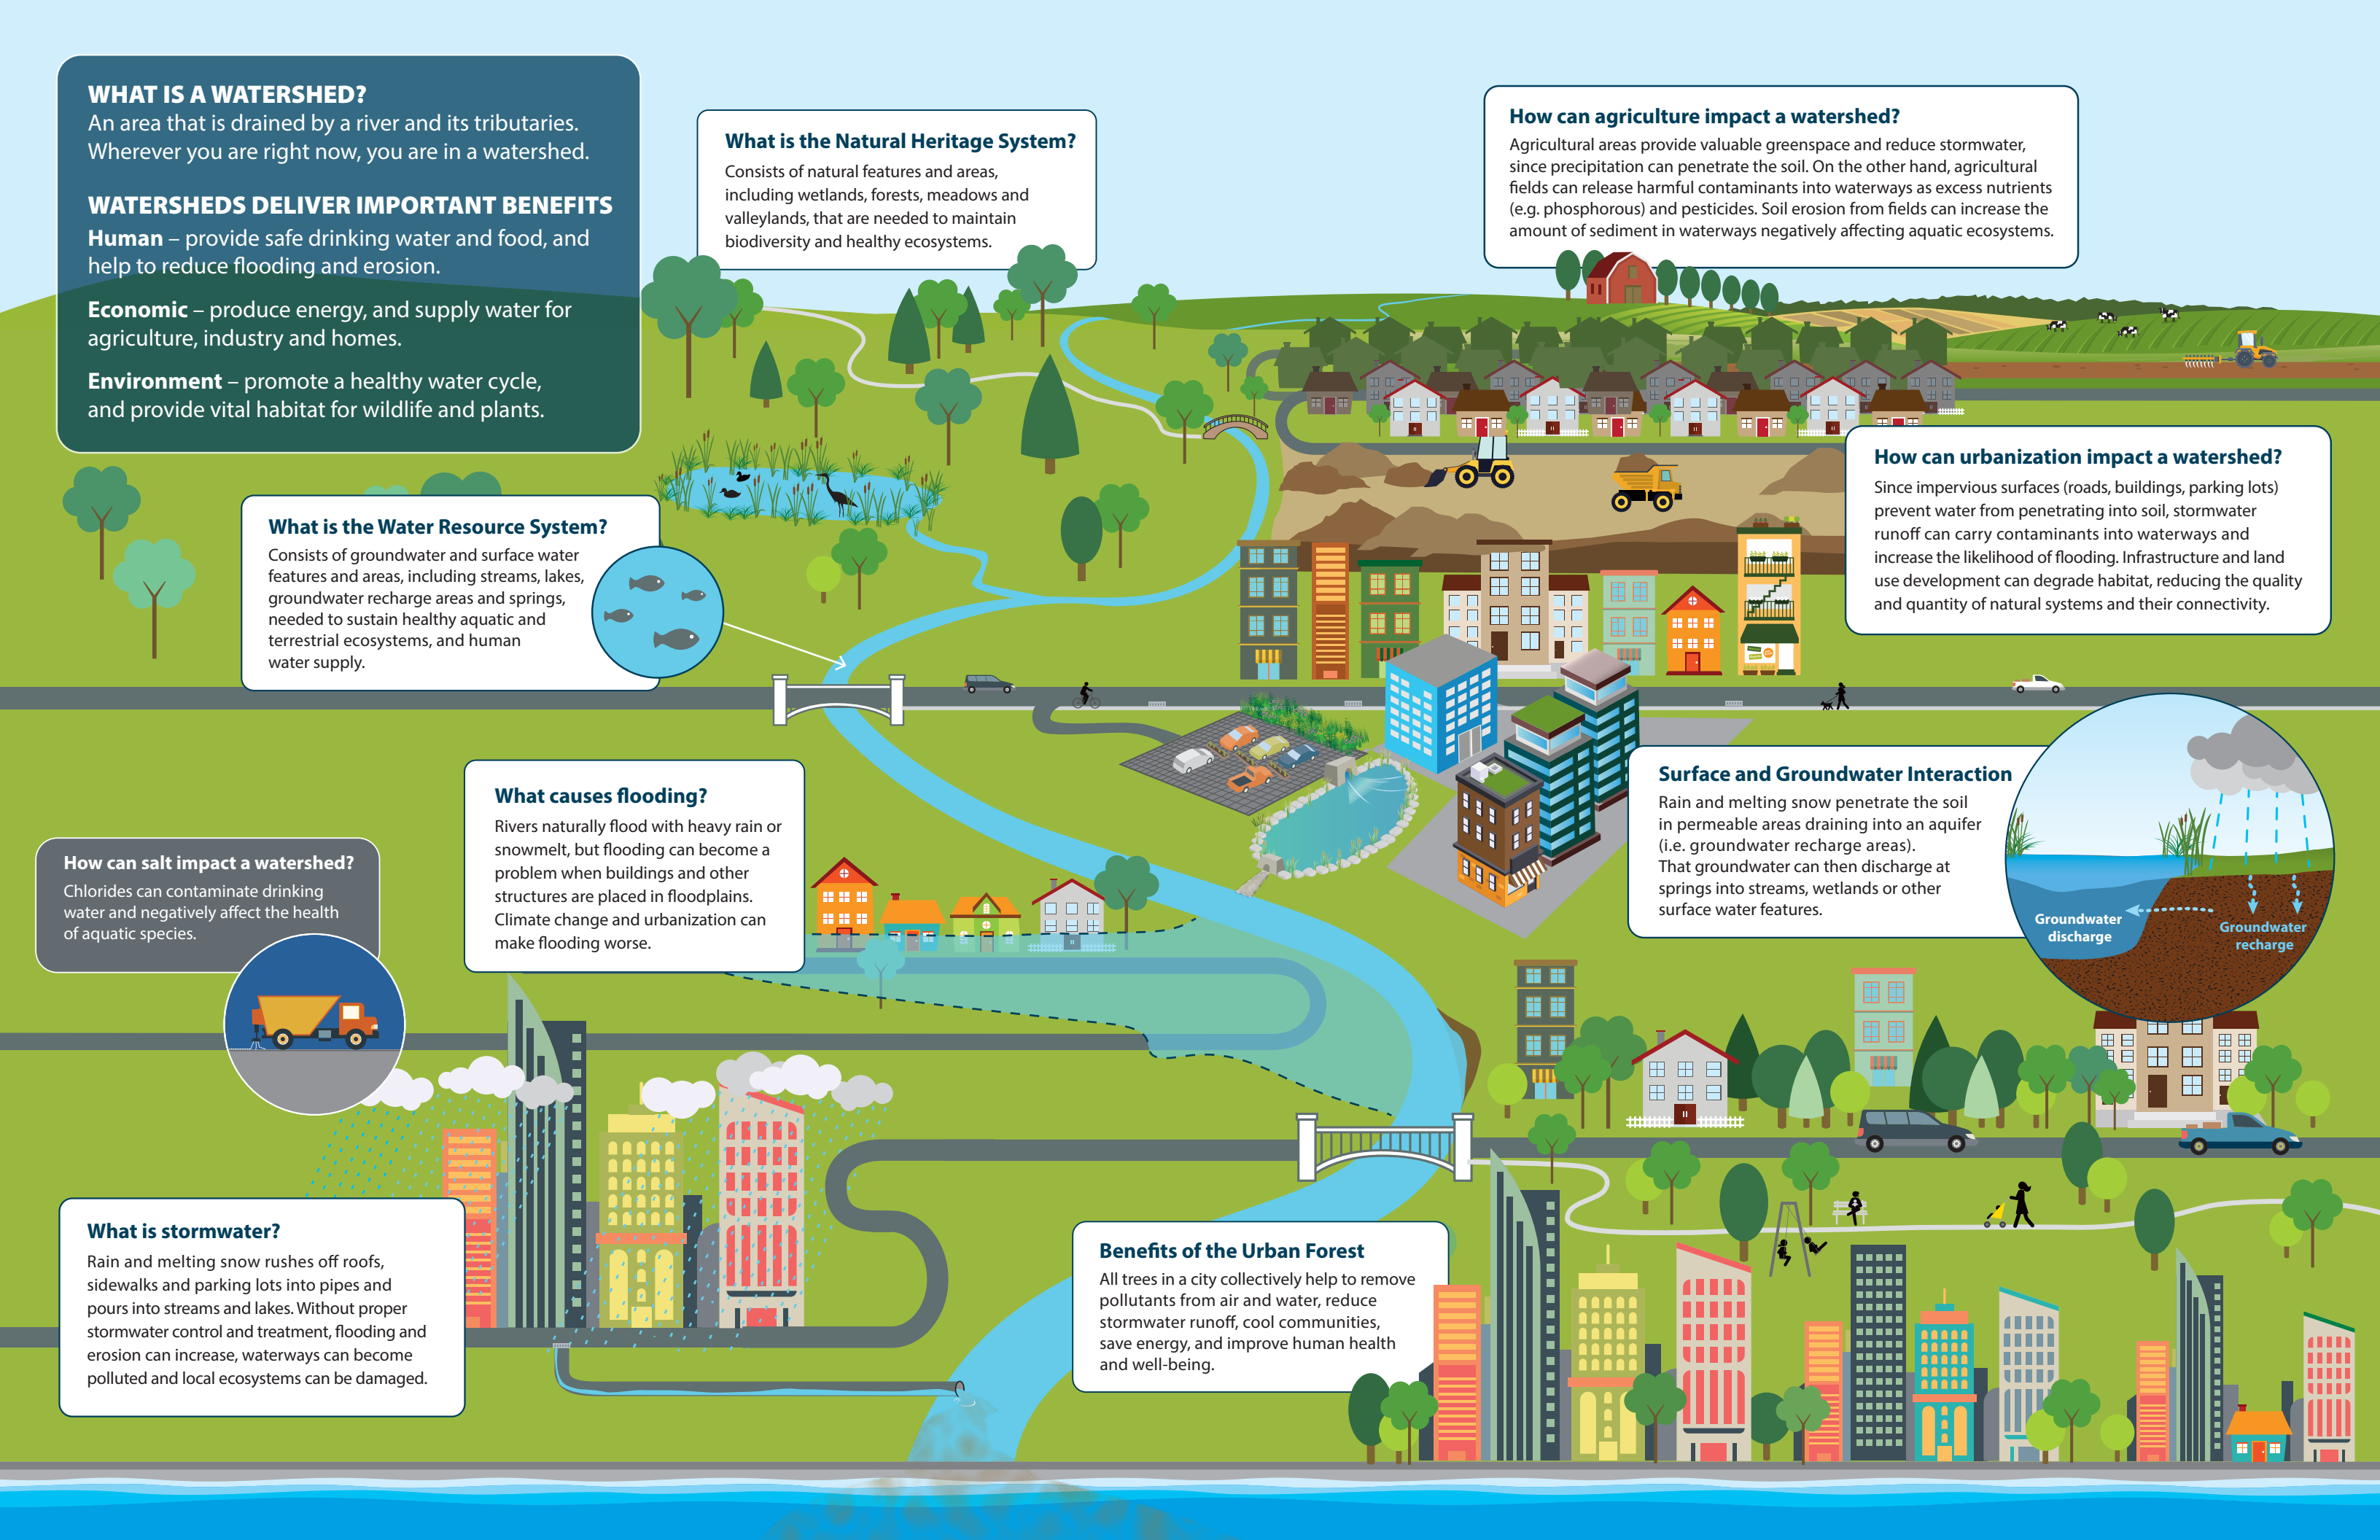 WHAT IS A WATERSHED?
An area that is drained by a river and its tributaries.
Wherever you are right now, you are in a watershed.
WATERSHEDS DELIVER IMPORTANT BENEFITS
Human – provide safe drinking water and food, and
help to reduce flooding and erosion.
Economic – produce energy, and supply water for
agriculture, industry and homes.
Environment – promote a healthy water cycle,
and provide vital habitat for wildlife and plants.
What is the Natural Heritage System?
Consists of natural features and areas,
including wetlands, forests, meadows and
valleylands, that are needed to maintain
biodiversity and healthy ecosystems.
How can agriculture impact a watershed?
Agricultural areas provide valuable greenspace and reduce stormwater,
since precipitation can penetrate the soil. On the other hand, agricultural
fields can release harmful contaminants into waterways as excess nutrients
(e.g. phosphorous) and pesticides. Soil erosion from fields can increase the
amount of sediment in waterways negatively affecting aquatic ecosystems.
What is the Water Resource System?
Consists of groundwater and surface water
features and areas, including streams, lakes,
groundwater recharge areas and springs,
needed to sustain healthy aquatic and
terrestrial ecosystems, and human
water supply.
How can urbanization impact a watershed?
Since impervious surfaces (roads, buildings, parking lots)
prevent water from penetrating into soil, stormwater
runoff can carry contaminants into waterways and
increase the likelihood of flooding. Infrastructure and land
use development can degrade habitat, reducing the quality
and quantity of natural systems and their connectivity.
What causes flooding?
Rivers naturally flood with heavy rain or
snowmelt, but flooding can become a
problem when buildings and other
structures are placed in floodplains.
Climate change and urbanization can
make flooding worse.
Surface and Groundwater Interaction
Rain and melting snow penetrate the soil
in permeable areas draining into an aquifer
(i.e. groundwater recharge areas).
That groundwater can then discharge at
springs into streams, wetlands or other
surface water features.
Groundwater
discharge
Groundwater
recharge
How can salt impact a watershed?
Chlorides can contaminate drinking
water and negatively affect the health
of aquatic species.
What is stormwater?
Rain and melting snow rushes off roofs,
sidewalks and parking lots into pipes and
pours into streams and lakes. Without proper
stormwater control and treatment, flooding and
erosion can increase, waterways can become
polluted and local ecosystems can be damaged.
Benefits of the Urban Forest
All trees in a city collectively help to remove
pollutants from air and water, reduce
stormwater runoff, cool communities,
save energy, and improve human health
and well-being.